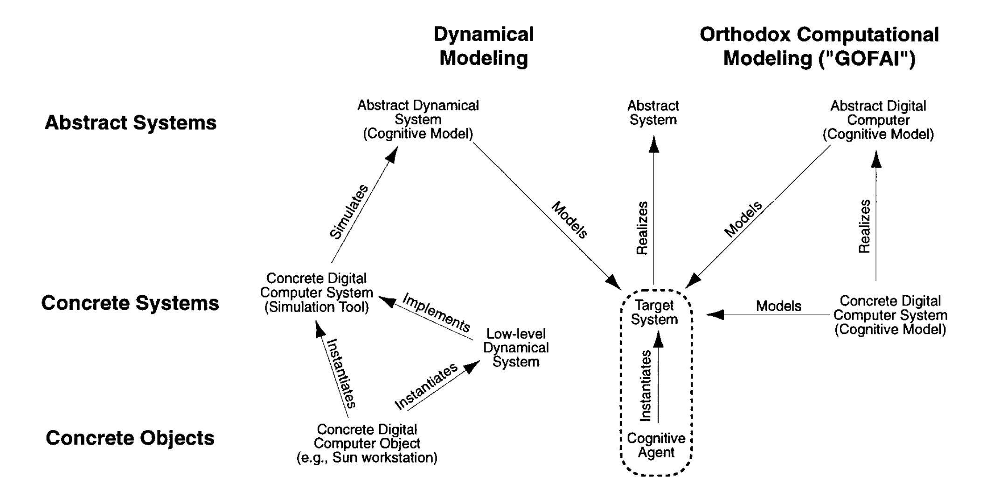 Dynamical
Modeling
Orthodox Computational
Modeling ("GOFAI")
Abstract Systems
Abstract Dynamical
System
(Cognitive Model)
Abstract
System
Abstract Digital
Computer
(Cognitive Model)
Simulates
Models
Realizes
Models
Realizes
Concrete Systems
Concrete Digital
Computer System
(Simulation Tool)
Implements
Low-level
Dynamical
System
Target
System
Models
Concrete Digital
Computer System
(Cognitive Model)
Instantiates
Instantiates
Instantiates
Concrete Objects
Concrete Digital
Computer Object
(e.g., Sun workstation)
Cognitive
Agent